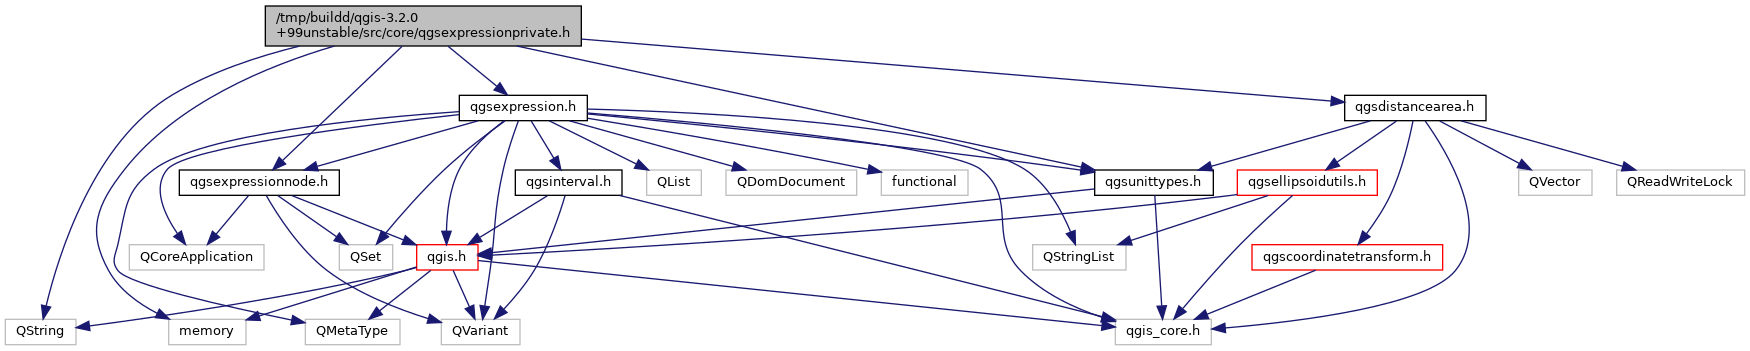 /tmp/buildd/qgis-3.2.0
+99unstable/src/core/qgsexpressionprivate.h
qgsexpression.h
qgsdistancearea.h
qgsexpressionnode.h
qgsinterval.h
QList
QDomDocument
functional
qgsunittypes.h
qgsellipsoidutils.h
QVector
QReadWriteLock
QCoreApplication
QSet
qgis.h
QStringList
qgscoordinatetransform.h
QString
memory
QMetaType
QVariant
qgis_core.h